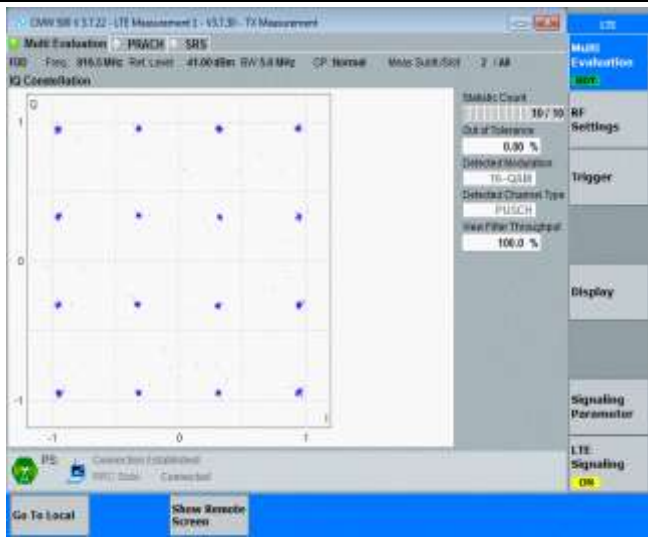 CMW 500 V 3.7.22 - LTE Measurement 1 - V3.7.30 - TX Measurement
LTE
Multi Evaluation
PRACH
SRS
FDD Freq.: 916.5 MHz Ref. Level: 41.00 dBm BW: 5.0 MHz CP: Normal Meas Subfr./Slot 2 / All
IQ Constellation
Q
1
0
-1
-1 0 1
I
Statistic Count
10 / 10
Out of Tolerance
0.00 %
Detected Modulation
16-QAM
Detected Channel Type
PUSCH
View Filter Throughput
100.0 %
PS:
Connection Established
RRC State: Connected
Multi
Evaluation
RDY
RF
Settings
Trigger
Display
Signaling
Parameter
LTE
Signaling
ON
Go To Local
Show Remote
Screen